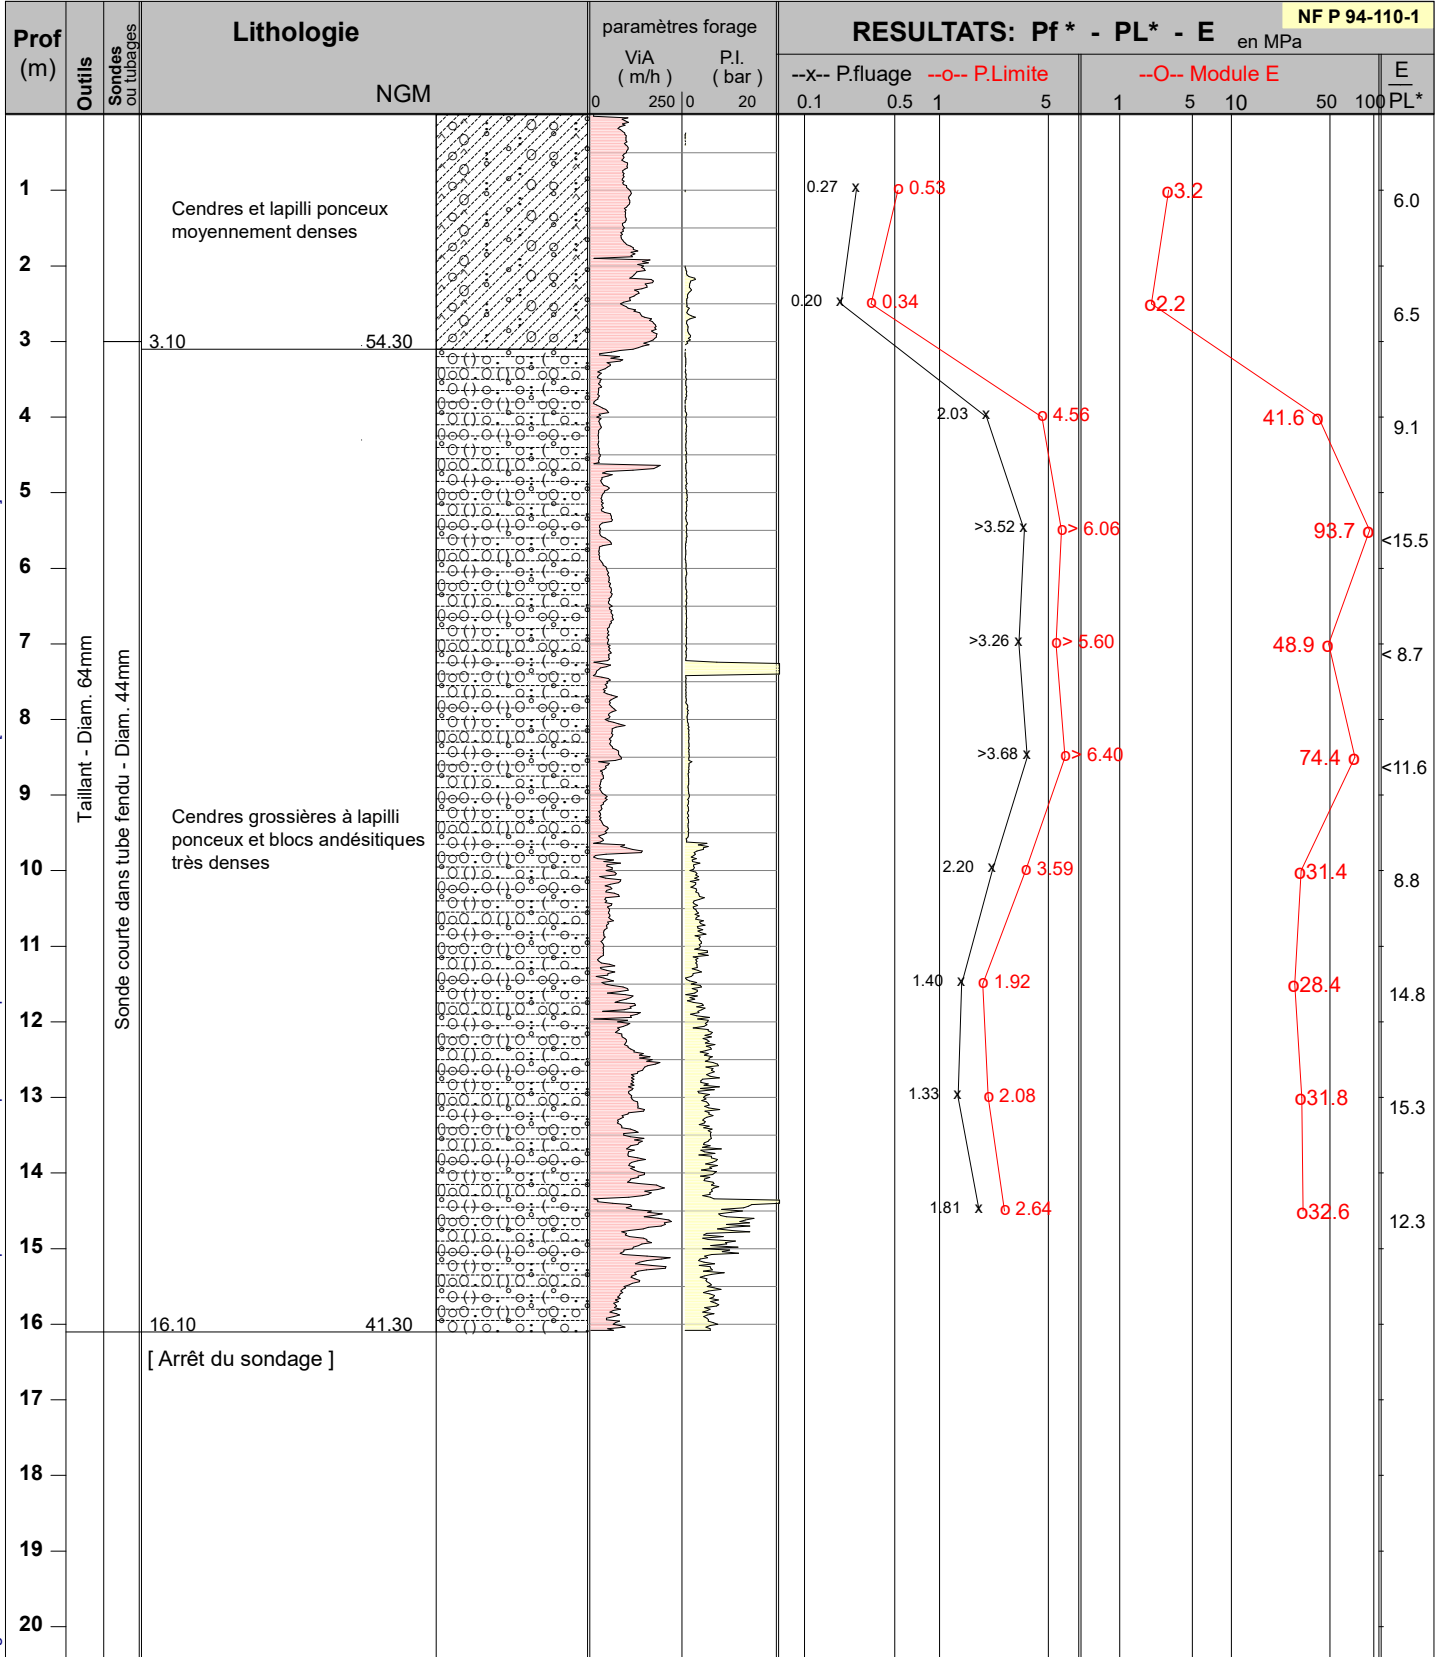 NF P 94-110-1
Prof
(m)
Outils
Sondes
ou tubages
Lithologie
NGM
paramètres forage
ViA
( m/h )
P.I.
( bar )
0 250 0 20
RESULTATS: Pf * - PL* - E en MPa
--x-- P.fluage --o-- P.Limite --O-- Module E
0.1 0.5 1 5 1 5 10 50 100
E
PL*
1
0.27 x o 0.53 o3.2
6.0
Cendres et lapilli ponceux
moyennement denses
2
0.20 x o 0.34 o2.2
6.5
3
3.10 54.30
4
2.03 x o 4.56 41.6 o
9.1
5
>3.52 x o> 6.06 93.7 o
<15.5
6
7
>3.26 x o> 5.60 48.9 o
< 8.7
Taillant - Diam. 64mm
Sonde courte dans tube fendu - Diam. 44mm
8
>3.68 x o> 6.40 74.4 o
<11.6
9
Cendres grossières à lapilli
ponceux et blocs andésitiques
très denses
10
2.20 x o 3.59 o31.4
8.8
11
1.40 x o 1.92 o28.4
14.8
12
13
1.33 x o 2.08 o31.8
15.3
14
1.81 x o 2.64 o32.6
12.3
15
16
16.10 41.30
[ Arrêt du sondage ]
17
18
19
20